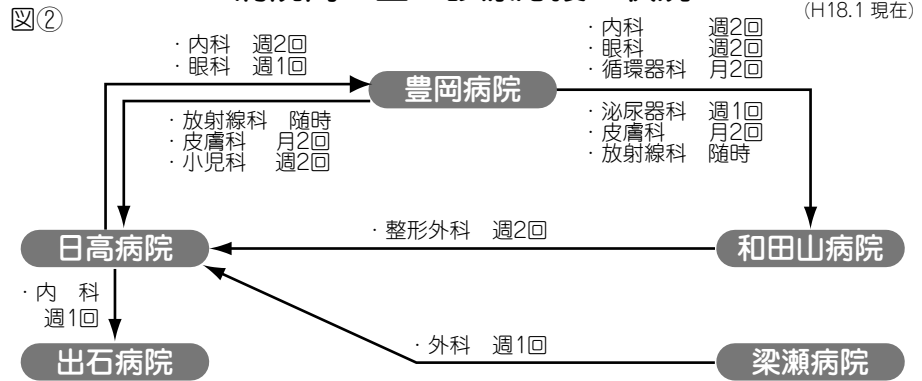 図②
(H18.1 現在)
・内科 週2回
・眼科 週1回
・内科 週2回
・眼科 週2回
・循環器科 月2回
豊岡病院
・放射線科 随時
・皮膚科 月2回
・小児科 週2回
・泌尿器科 週1回
・皮膚科 月2回
・放射線科 随時
・整形外科 週2回
日高病院
和田山病院
・内 科
週1回
・外科 週1回
出石病院
梁瀬病院